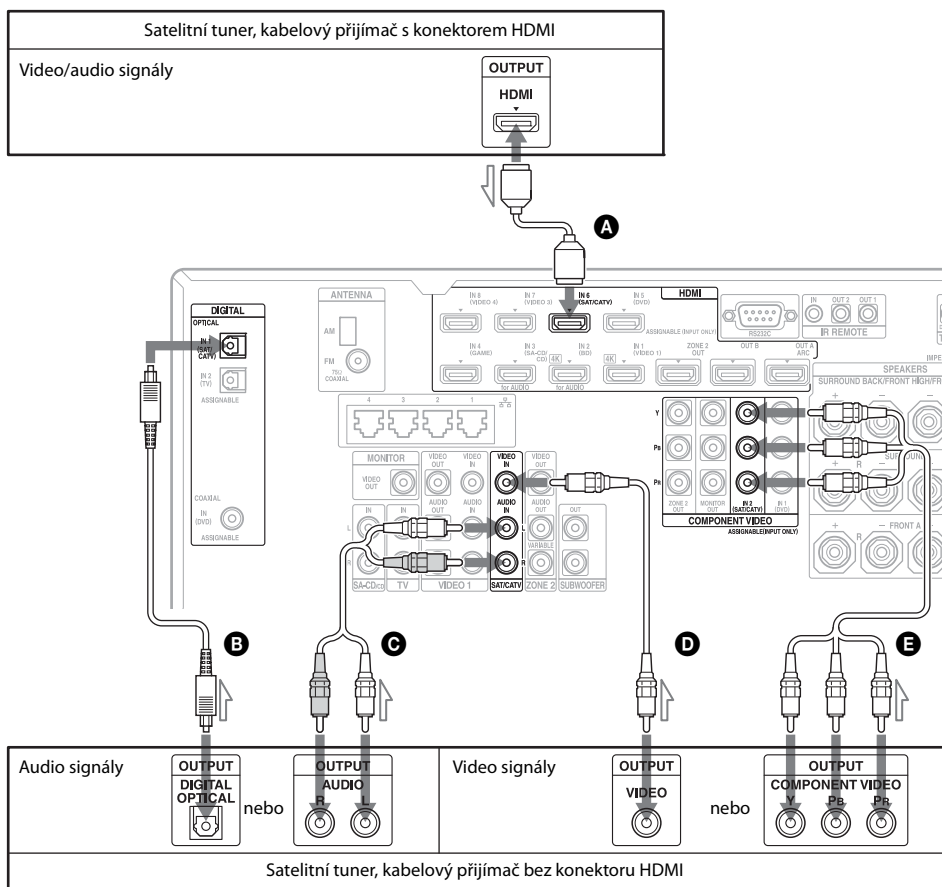 Satelitní tuner, kabelový přijímač s konektorem HDMI
Video/audio signály
OUTPUT
HDMI
A
DIGITAL
OPTICAL
IN 1
(SAT/
CATV)
IN 2
(TV)
ASSIGNABLE
COAXIAL
IN
(DVD)
ASSIGNABLE
ANTENNA
AM
FM
75Ω
COAXIAL
IN 8
(VIDEO 4)
IN 7
(VIDEO 3)
IN 6
(SAT/CATV)
IN 5
(DVD)
HDMI
ASSIGNABLE (INPUT ONLY)
IN 4
(GAME)
IN 3
(SA-CD/
CD)
4K
IN 2
(BD)
4K
IN 1
(VIDEO 1)
ZONE 2
OUT
OUT B
OUT A
ARC
for AUDIO
for AUDIO
RS232C
IN
OUT 2
OUT 1
IR REMOTE
SPEAKERS
SURROUND BACK/FRONT HIGH/FR
IMPE
4
3
2
1
MONITOR
VIDEO
OUT
VIDEO
OUT
VIDEO
IN
VIDEO
IN
VIDEO
OUT
IN
IN
AUDIO
OUT
AUDIO
IN
AUDIO
IN
AUDIO
OUT
OUT
L
R
L
R
VARIABLE
SA-CD/CD
TV
VIDEO 1
SAT/CATV
ZONE 2
SUBWOOFER
Y
PB
PR
ZONE 2
OUT
MONITOR
OUT
IN 2
(SAT/CATV)
IN 1
(DVD)
COMPONENT VIDEO
ASSIGNABLE(INPUT ONLY)
+
−
+
R
SURROUND
+
− FRONT A
+
R
B
C
D
E
Audio signály
OUTPUT
DIGITAL
OPTICAL
nebo
OUTPUT
AUDIO
R
L
Video signály
OUTPUT
VIDEO
nebo
OUTPUT
COMPONENT VIDEO
Y
PB
PR
Satelitní tuner, kabelový přijímač bez konektoru HDMI